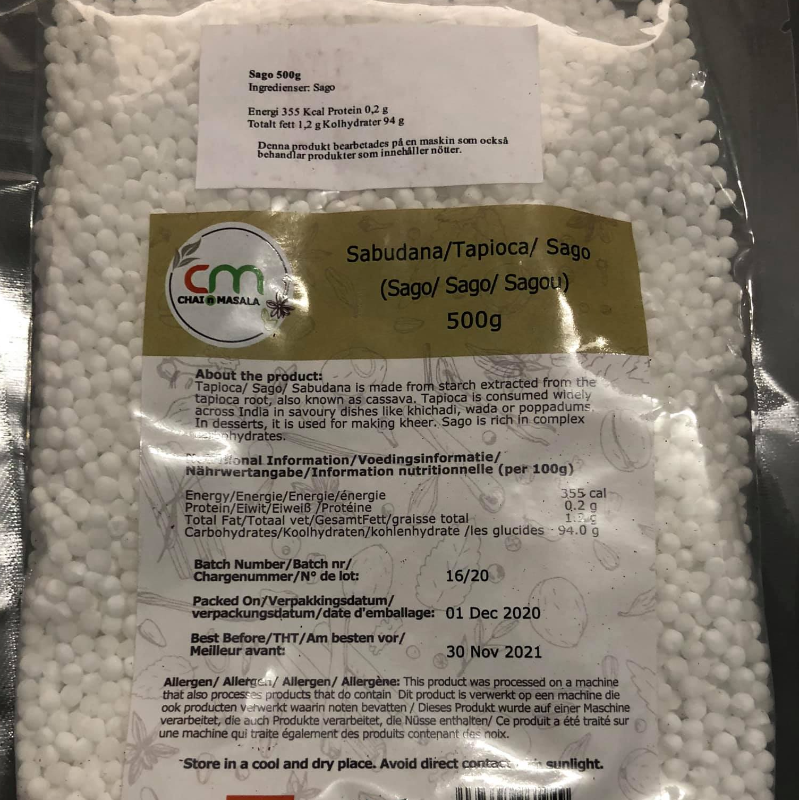 Sago 500g
Ingredienser: Sago
Energi 355 Kcal Protein 0,2 g
Totalt fett 1,2 g Kolhydrater 94 g
Denna produkt bearbetades på en maskin som också
behandlar produkter som innehåller nötter.
cm
CHAI n MASALA
Sabudana/Tapioca/ Sago
(Sago/ Sago/ Sagou)
500g
About the product:
Tapioca/ Sago/ Sabudana is made from starch extracted from the
tapioca root, also known as cassava. Tapioca is consumed widely
across India in savoury dishes like khichadi, wada or poppadums.
In desserts, it is used for making kheer. Sago is rich in complex
carbohydrates.
Nutritional Information/Voedingsinformatie/
Nährwertangabe/Information nutritionnelle (per 100g)
Energy/Energie/Energie/énergie 355 cal
Protein/Eiwit/Eiweiß /Protéine 0.2 g
Total Fat/Totaal vet/GesamtFett/graisse total 1.2 g
Carbohydrates/Koolhydraten/kohlenhydrate /les glucides 94.0 g
Batch Number/Batch nr/
Chargenummer/N° de lot: 16/20
Packed On/Verpakkingsdatum/
verpackungsdatum/date d'emballage: 01 Dec 2020
Best Before/THT/Am besten vor/
Meilleur avant: 30 Nov 2021
Allergen/ Allergen/ Allergen/ Allergène: This product was processed on a machine
that also processes products that do contain Dit product is verwerkt op een machine die
ook producten verwerkt waarin noten bevatten / Dieses Produkt wurde auf einer Maschine
verarbeitet, die auch Produkte verarbeitet, die Nüsse enthalten/ Ce produit a été traité sur
une machine qui traite également des produits contenant des noix.
Store in a cool and dry place. Avoid direct contact sunlight.